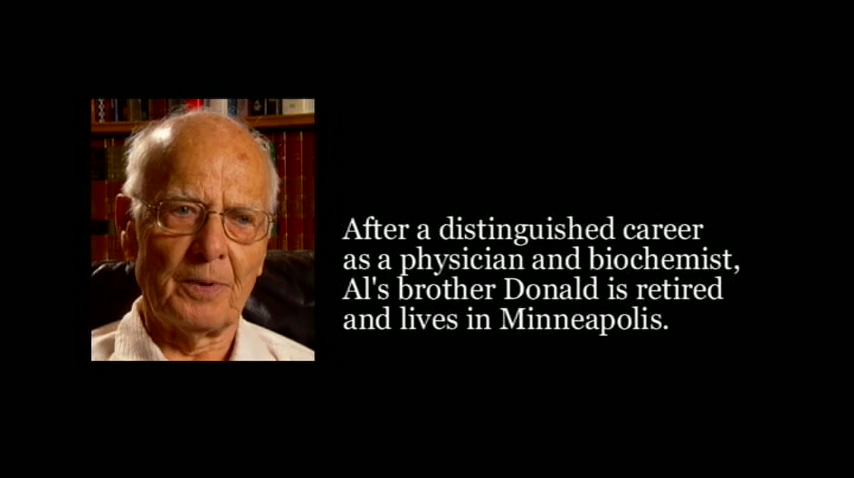 After a distinguished career
as a physician and biochemist,
Al's brother Donald is retired
and lives in Minneapolis.